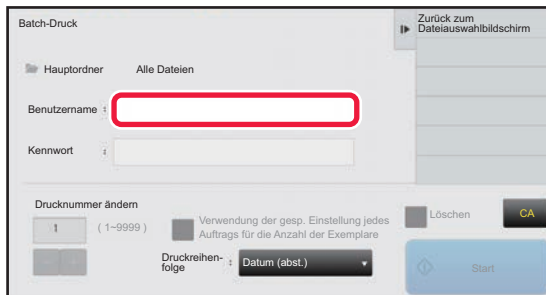 Batch-Druck
Zurück zum
Dateiauswahlbildschirm
Hauptordner Alle Dateien
Benutzername :
Kennwort :
Drucknummer ändern
1 ( 1~9999 )
Verwendung der gesp. Einstellung jedes
Auftrags für die Anzahl der Exemplare
Druckreihen-
folge : Datum (abst.)
Löschen
CA
Start